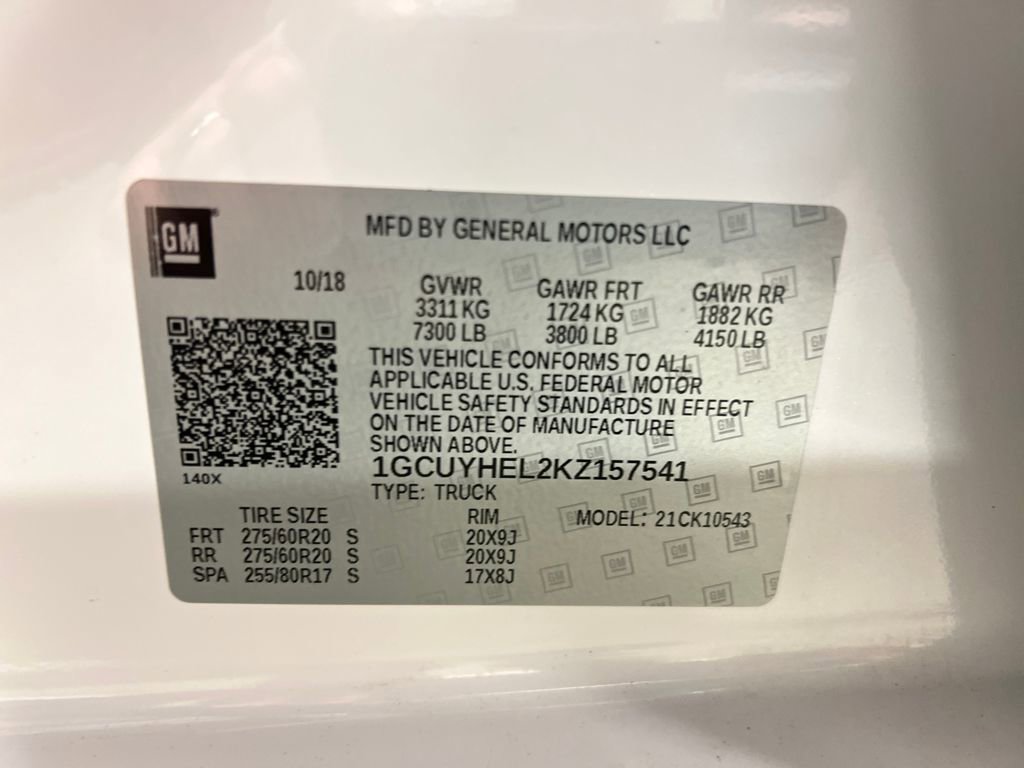 GM
MFD BY GENERAL MOTORS LLC
10/18 GVWR GAWR FRT GAWR RR
3311 KG 1724 KG 1882 KG
7300 LB 3800 LB 4150 LB
THIS VEHICLE CONFORMS TO ALL
APPLICABLE U.S. FEDERAL MOTOR
VEHICLE SAFETY STANDARDS IN EFFECT
ON THE DATE OF MANUFACTURE
SHOWN ABOVE.
1GCUYHEL2KZ157541
140X
TYPE: TRUCK
TIRE SIZE RIM MODEL: 21CK10543
FRT 275/60R20 S 20X9J
RR 275/60R20 S 20X9J
SPA 255/80R17 S 17X8J